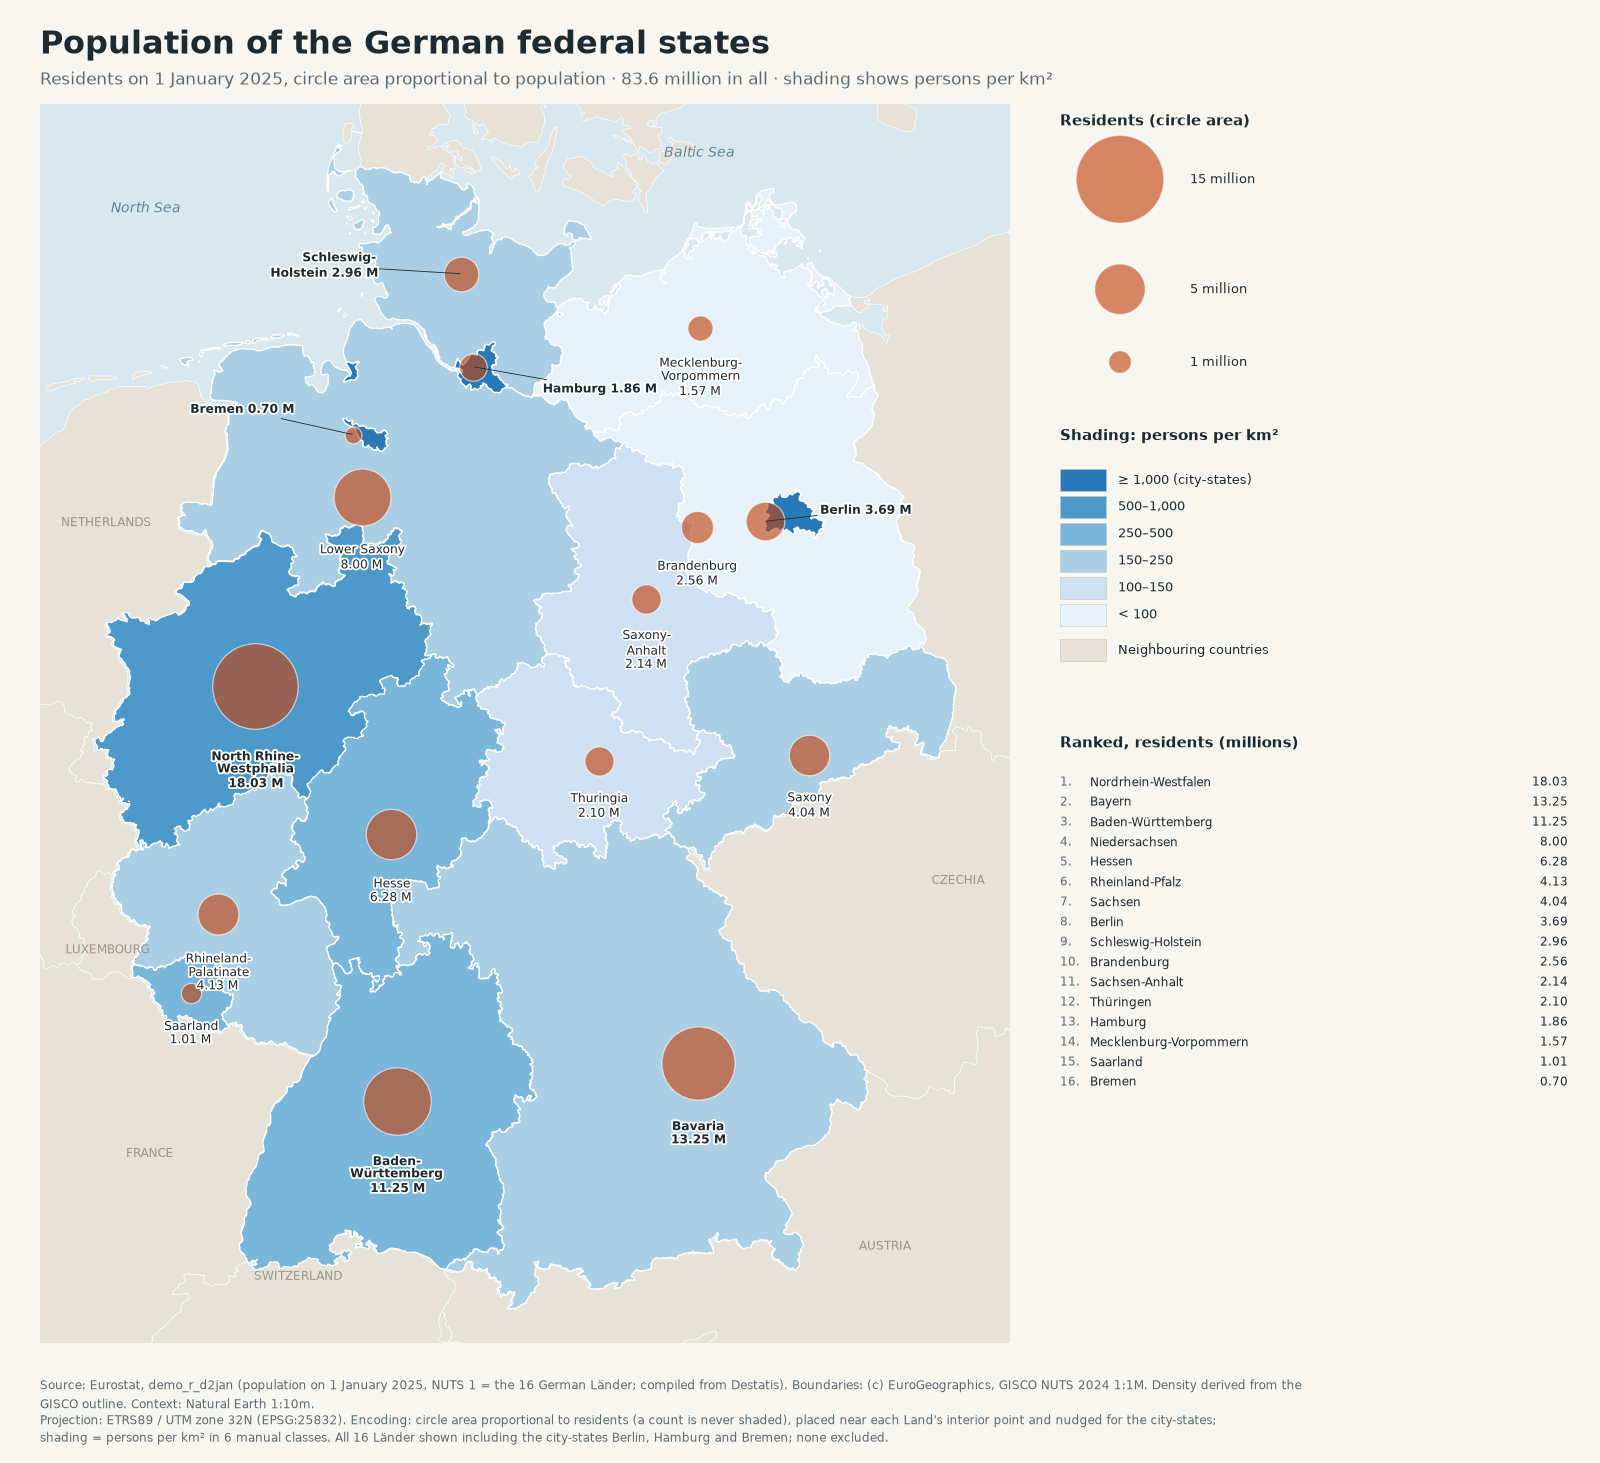 Population of the German federal states
Residents on 1 January 2025, circle area proportional to population · 83.6 million in all · shading shows persons per km²
North Sea
Baltic Sea
Schleswig-
Holstein 2.96 M
Mecklenburg-
Vorpommern
1.57 M
Hamburg 1.86 M
Bremen 0.70 M
NETHERLANDS
Lower Saxony
8.00 M
Berlin 3.69 M
Brandenburg
2.56 M
Saxony-
Anhalt
2.14 M
North Rhine-
Westphalia
18.03 M
Thuringia
2.10 M
Saxony
4.04 M
Hesse
6.28 M
CZECHIA
LUXEMBOURG
Rhineland-
Palatinate
4.13 M
Saarland
1.01 M
Bavaria
13.25 M
FRANCE
Baden-
Württemberg
11.25 M
AUSTRIA
SWITZERLAND
Residents (circle area)
15 million
5 million
1 million
Shading: persons per km²
≥ 1,000 (city-states)
500–1,000
250–500
150–250
100–150
< 100
Neighbouring countries
Ranked, residents (millions)
1. Nordrhein-Westfalen 18.03
2. Bayern 13.25
3. Baden-Württemberg 11.25
4. Niedersachsen 8.00
5. Hessen 6.28
6. Rheinland-Pfalz 4.13
7. Sachsen 4.04
8. Berlin 3.69
9. Schleswig-Holstein 2.96
10. Brandenburg 2.56
11. Sachsen-Anhalt 2.14
12. Thüringen 2.10
13. Hamburg 1.86
14. Mecklenburg-Vorpommern 1.57
15. Saarland 1.01
16. Bremen 0.70
Source: Eurostat, demo_r_d2jan (population on 1 January 2025, NUTS 1 = the 16 German Länder; compiled from Destatis). Boundaries: (c) EuroGeographics, GISCO NUTS 2024 1:1M. Density derived from the
GISCO outline. Context: Natural Earth 1:10m.
Projection: ETRS89 / UTM zone 32N (EPSG:25832). Encoding: circle area proportional to residents (a count is never shaded), placed near each Land's interior point and nudged for the city-states;
shading = persons per km² in 6 manual classes. All 16 Länder shown including the city-states Berlin, Hamburg and Bremen; none excluded.